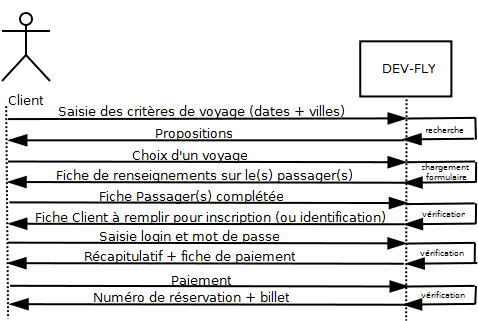 DEV-FLY
Client
Saisie des critères de voyage (dates + villes)
recherche
Propositions
Choix d'un voyage
chargement
formulaire
Fiche de renseignements sur le(s) passager(s)
Fiche Passager(s) complétée
vérification
Fiche Client à remplir pour inscription (ou identification)
Saisie login et mot de passe
vérification
Récapitulatif + fiche de paiement
Paiement
vérification
Numéro de réservation + billet